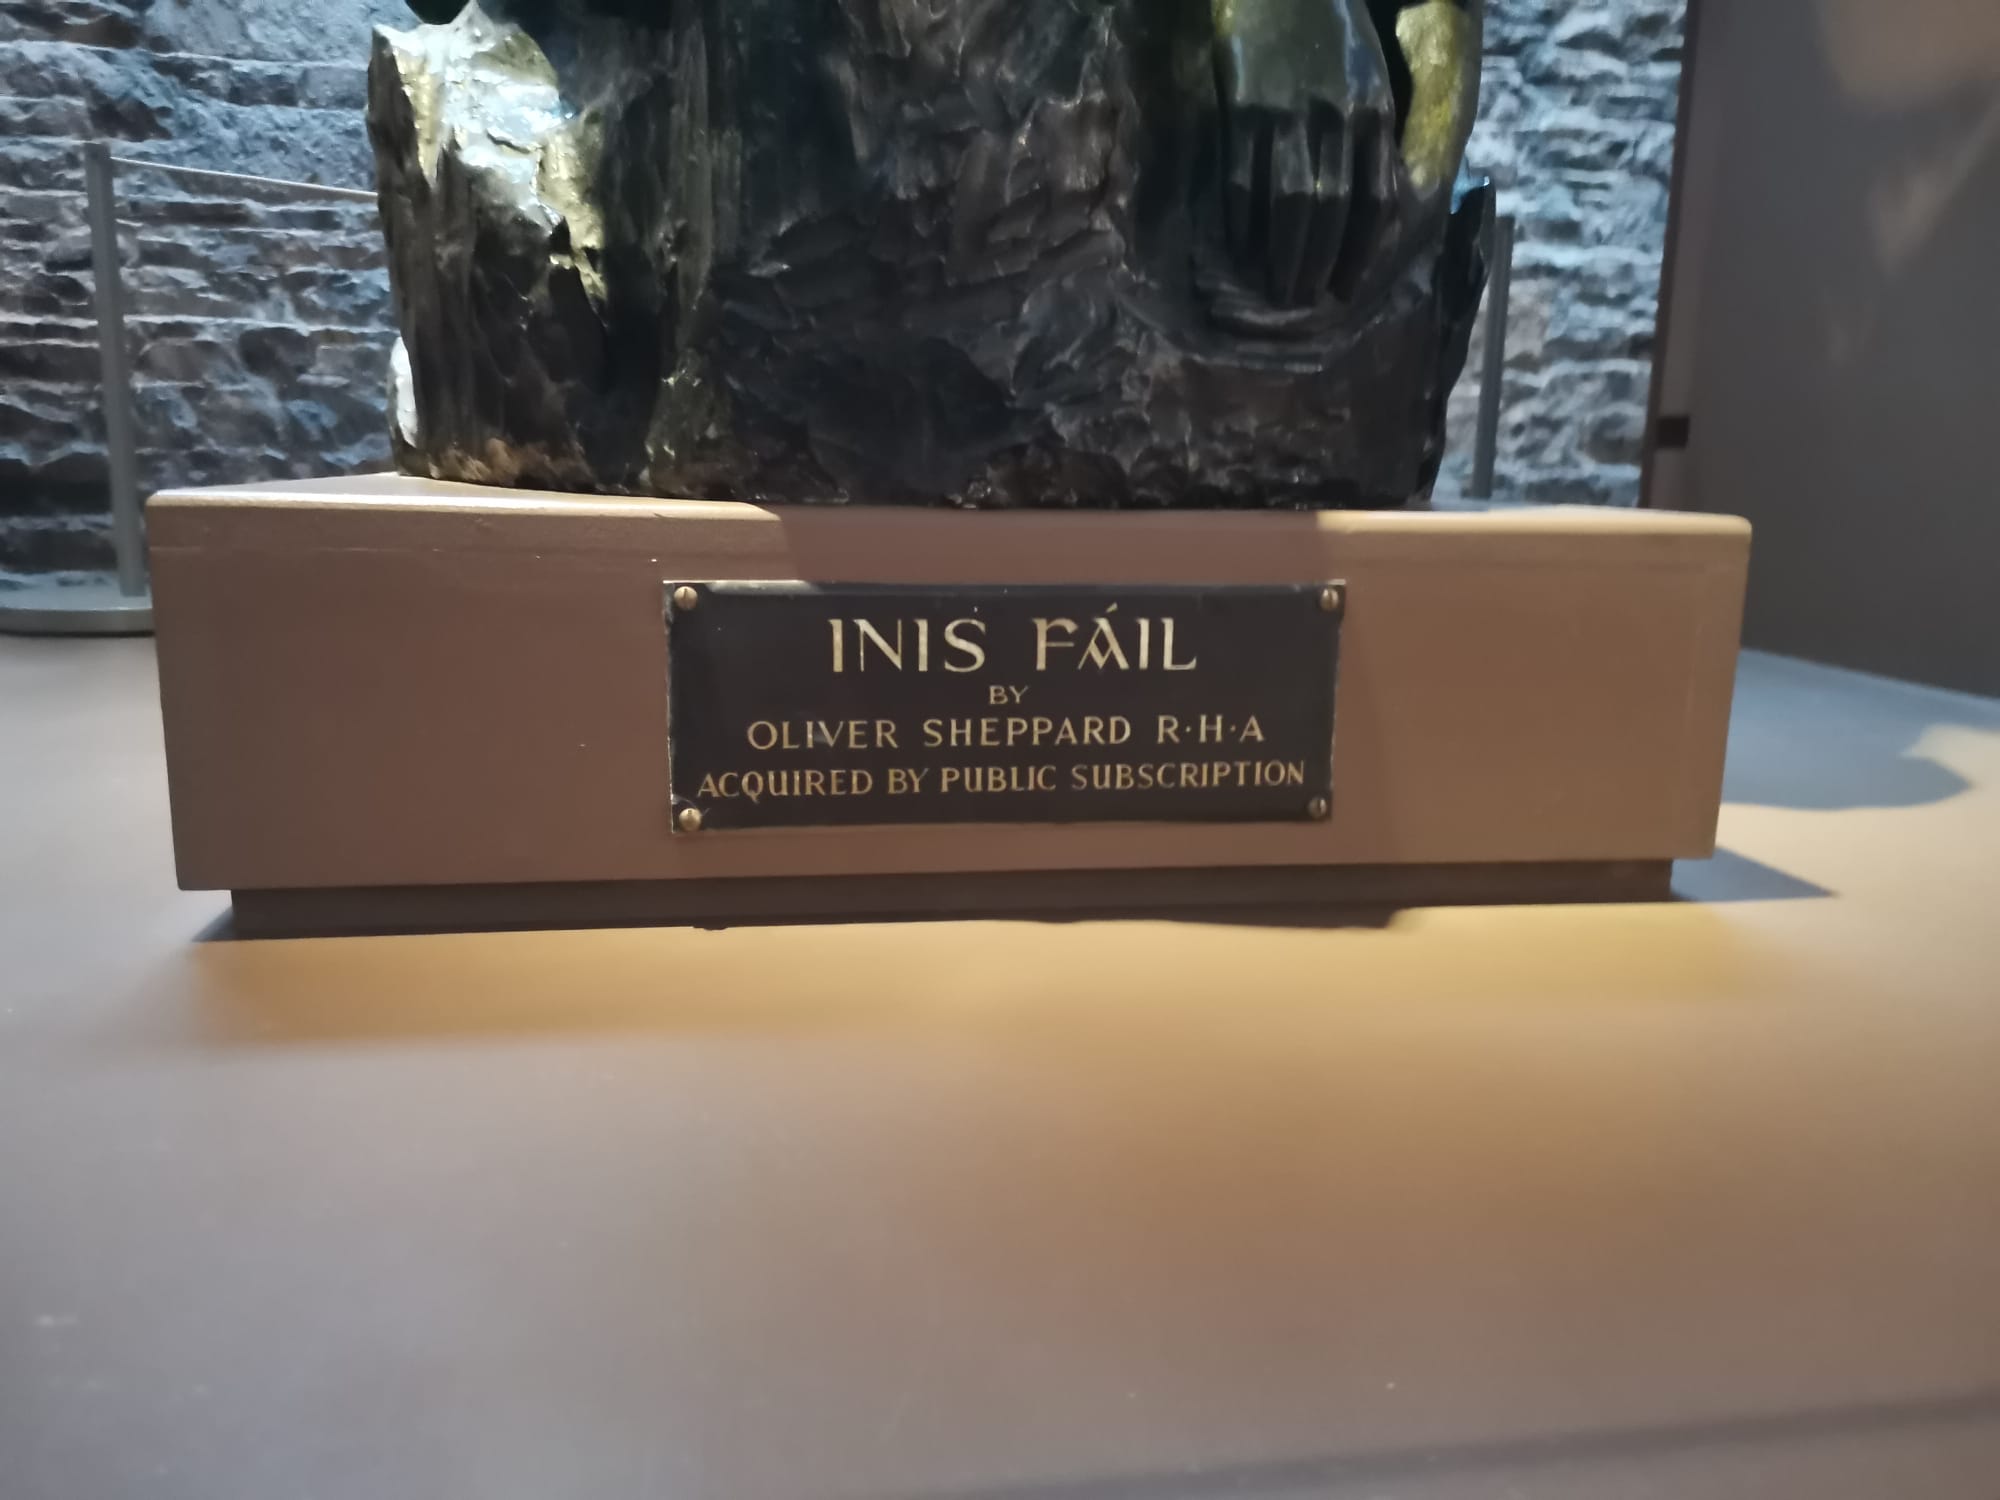 INIS FÁIL
BY
OLIVER SHEPPARD R·H·A
ACQUIRED BY PUBLIC SUBSCRIPTION